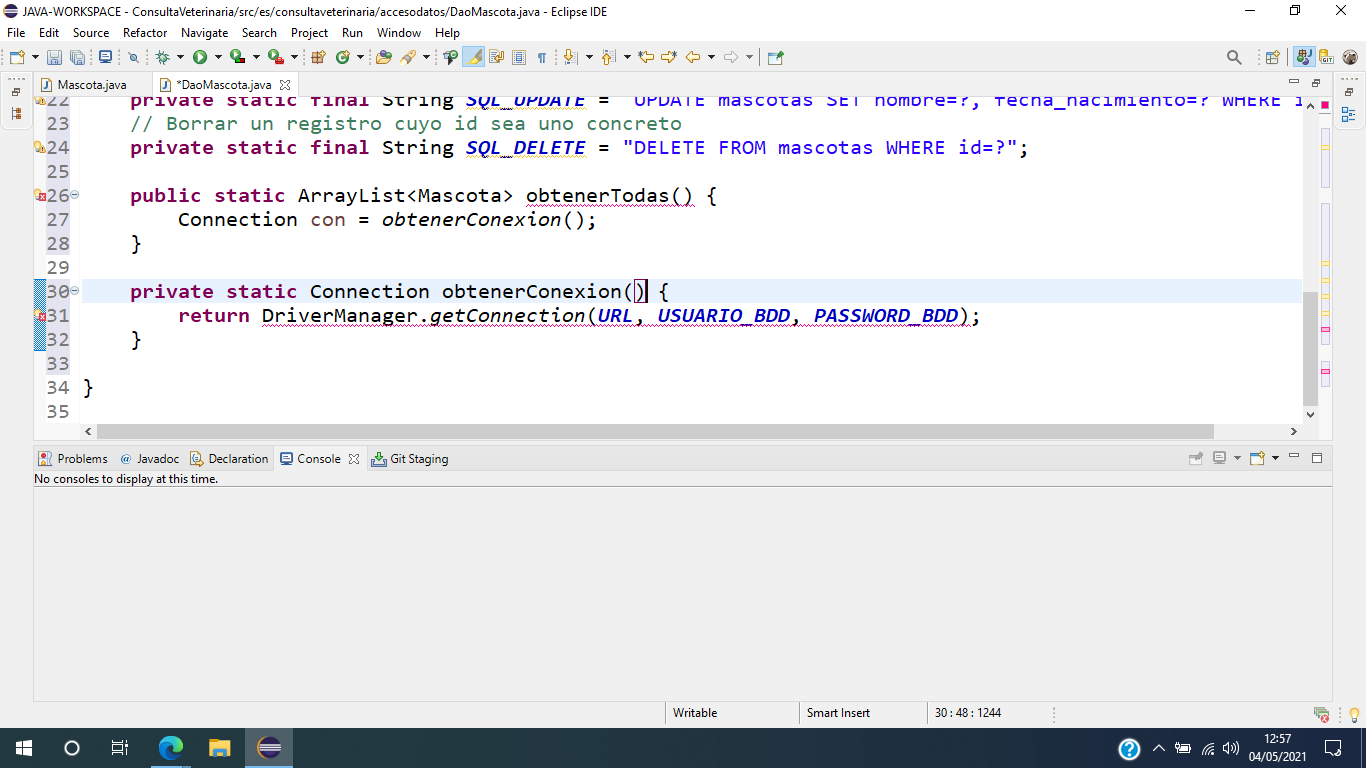 JAVA-WORKSPACE - ConsultaVeterinaria/src/es/consultaveterinaria/accesodatos/DaoMascota.java - Eclipse IDE
File Edit Source Refactor Navigate Search Project Run Window Help
Mascota.java *DaoMascota.java
22 private static final String SQL_UPDATE = "UPDATE mascotas SET nombre=?, fecha_nacimiento=? WHERE i
23 // Borrar un registro cuyo id sea uno concreto
24 private static final String SQL_DELETE = "DELETE FROM mascotas WHERE id=?";
25
26 public static ArrayList<Mascota> obtenerTodas() {
27 Connection con = obtenerConexion();
28 }
29
30 private static Connection obtenerConexion() {
31 return DriverManager.getConnection(URL, USUARIO_BDD, PASSWORD_BDD);
32 }
33
34 }
35
Problems @ Javadoc Declaration Console Git Staging
No consoles to display at this time.
Writable Smart Insert 30 : 48 : 1244
12:57
04/05/2021